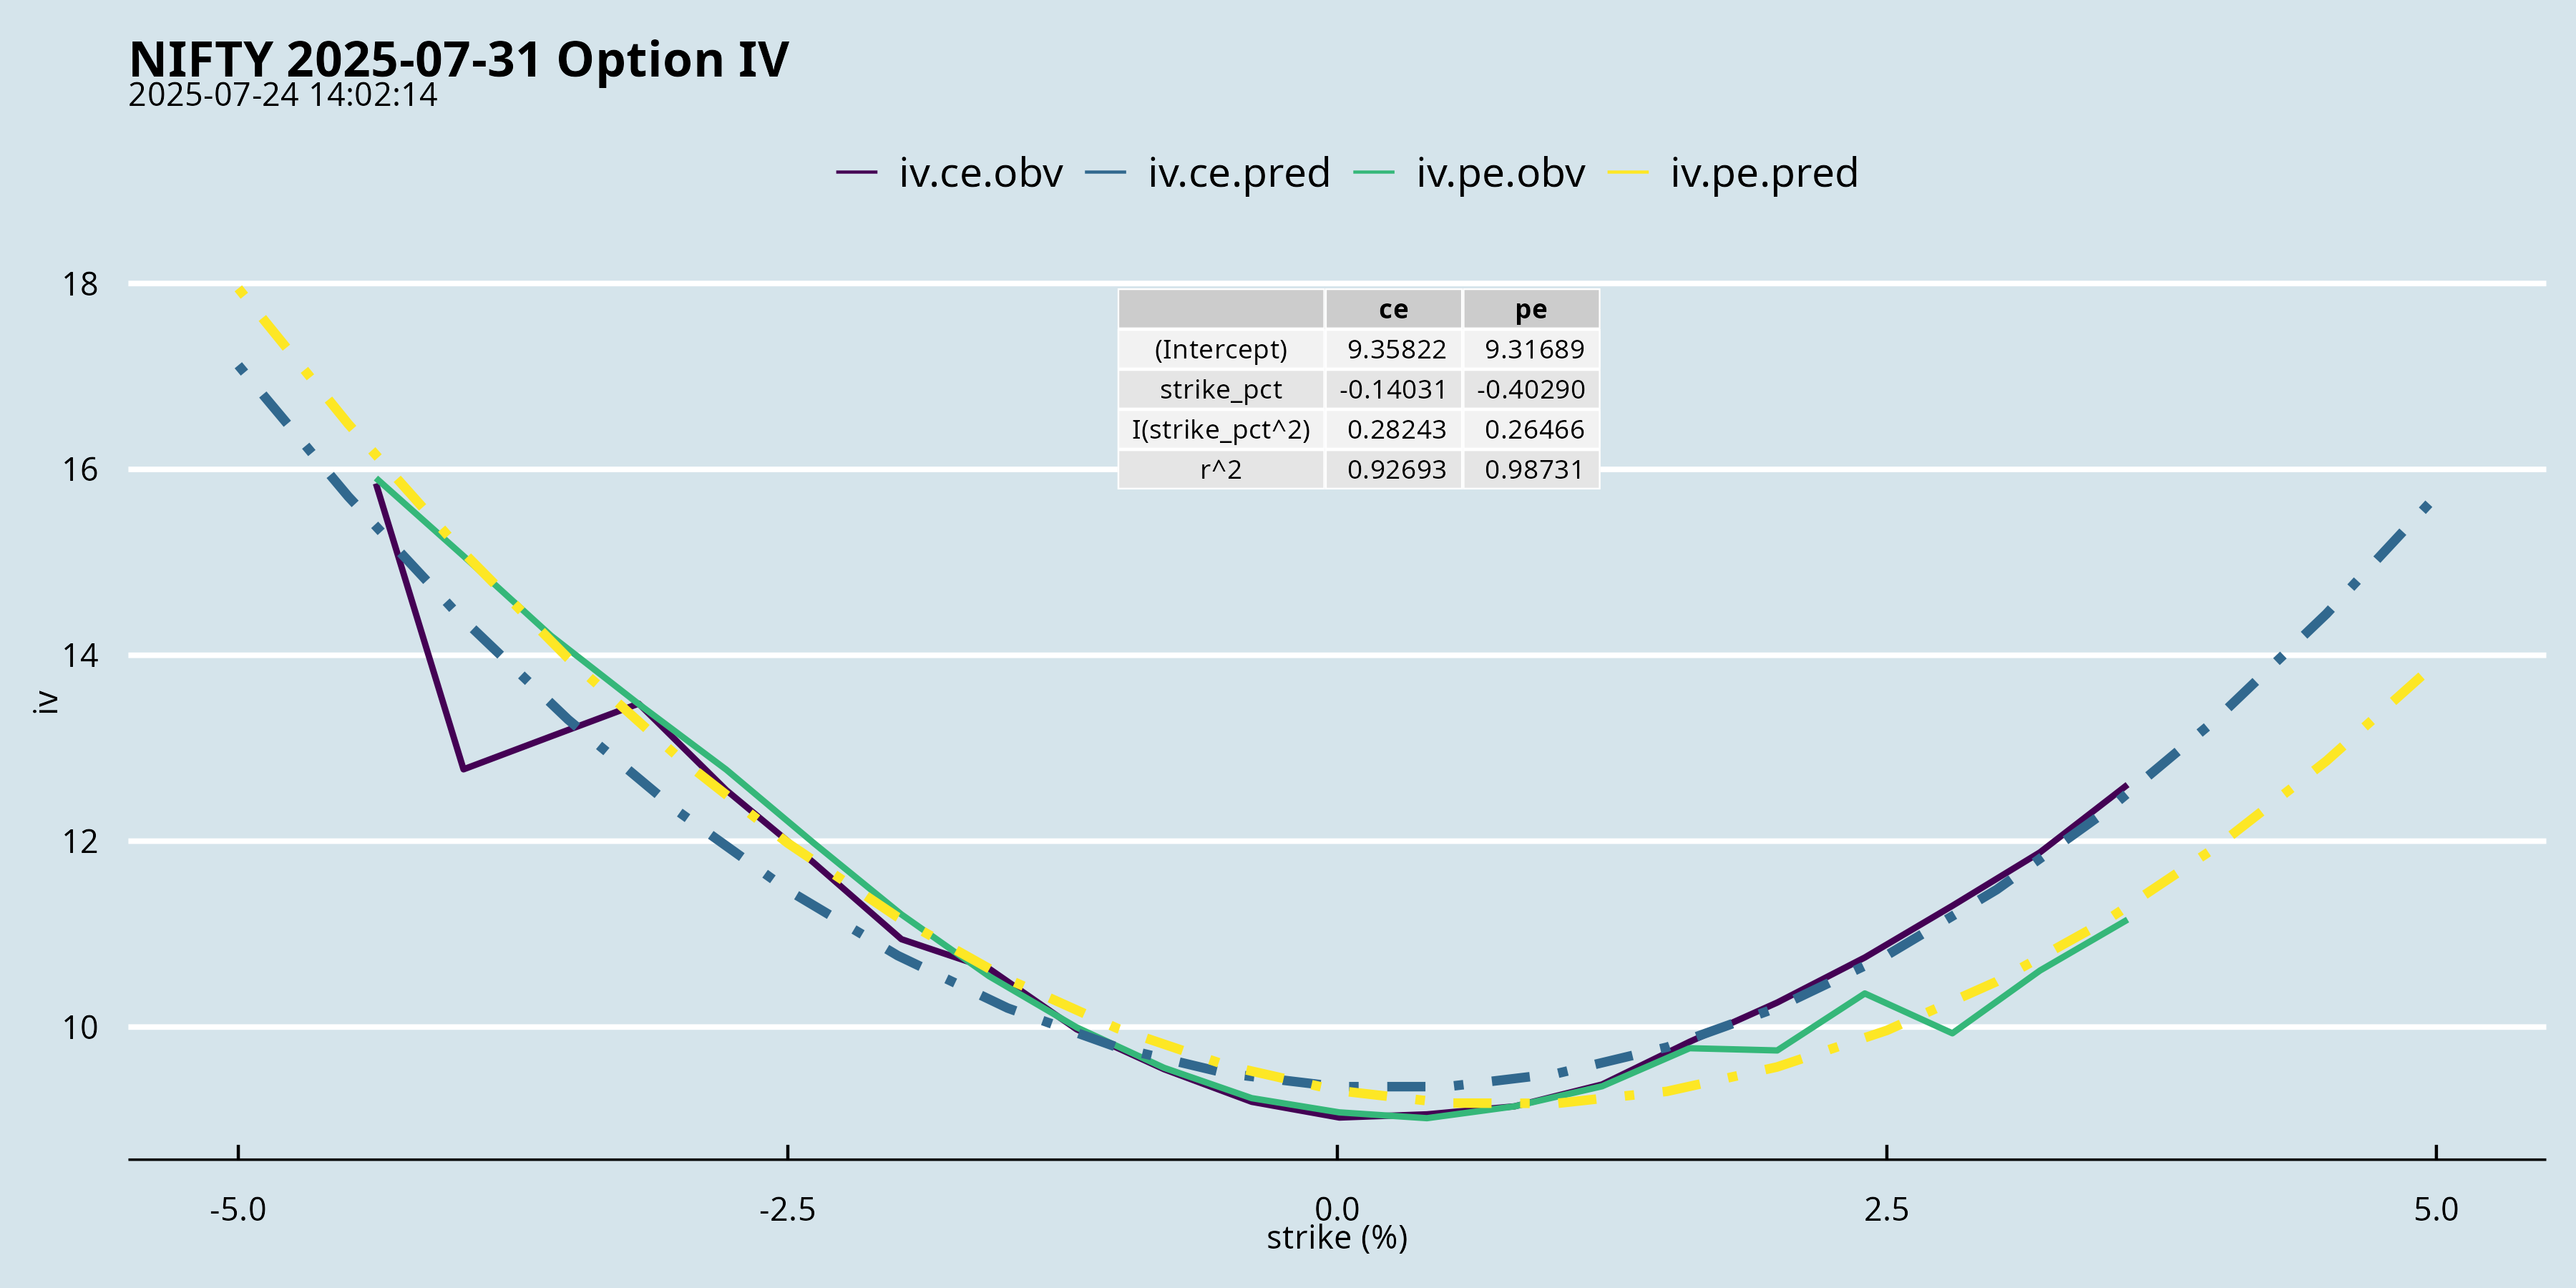 NIFTY 2025-07-31 Option IV
2025-07-24 14:02:14
iv.ce.obv iv.ce.pred iv.pe.obv iv.pe.pred
18
16
14
12
10
iv
ce pe
(Intercept) 9.35822 9.31689
strike_pct -0.14031 -0.40290
I(strike_pct^2) 0.28243 0.26466
r^2 0.92693 0.98731
-5.0 -2.5 0.0 2.5 5.0
strike (%)